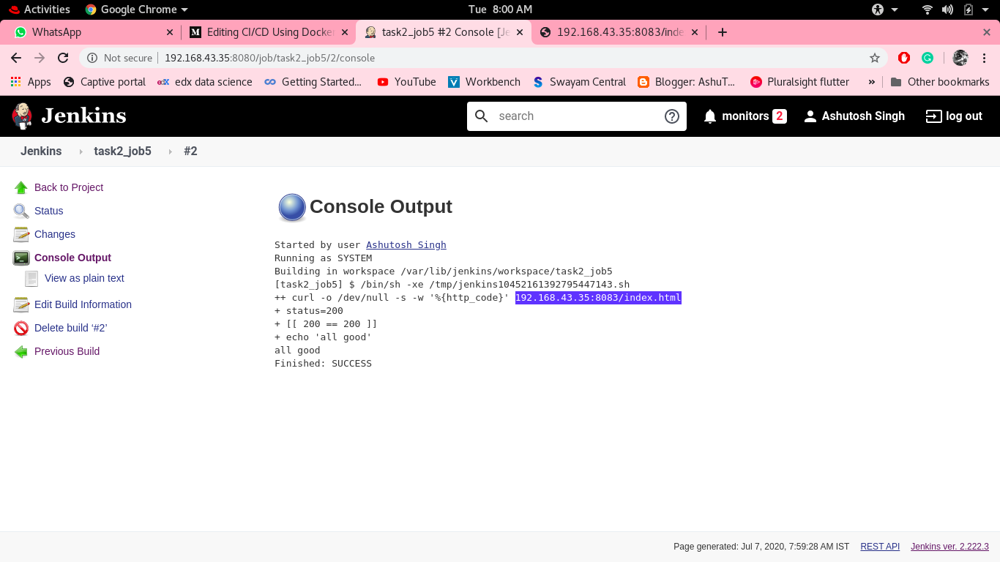 Activities Google Chrome Tue 8:00 AM
WhatsApp Editing CI/CD Using Docker task2_job5 #2 Console [Je 192.168.43.35:8083/inde
Not secure 192.168.43.35:8080/job/task2_job5/2/console
Apps Captive portal edx data science Getting Started... YouTube Workbench Swayam Central Blogger: AshuT... Pluralsight flutter » Other bookmarks
Jenkins search monitors 2 Ashutosh Singh log out
Jenkins task2_job5 #2
Back to Project
Status
Changes
Console Output
View as plain text
Edit Build Information
Delete build ‘#2’
Previous Build
Console Output
Started by user Ashutosh Singh
Running as SYSTEM
Building in workspace /var/lib/jenkins/workspace/task2_job5
[task2_job5] $ /bin/sh -xe /tmp/jenkins10452161392795447143.sh
++ curl -o /dev/null -s -w '%{http_code}' 192.168.43.35:8083/index.html
+ status=200
+ [[ 200 == 200 ]]
+ echo 'all good'
all good
Finished: SUCCESS
Page generated: Jul 7, 2020, 7:59:28 AM IST REST API Jenkins ver. 2.222.3